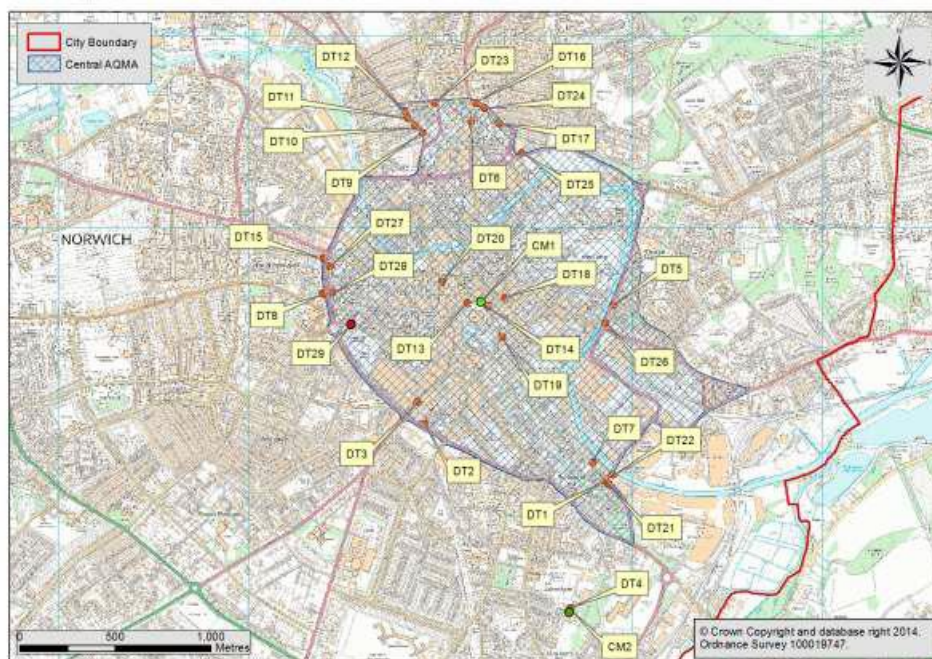 City Boundary
Central AQMA
DT12
DT23
DT16
DT11
DT24
DT10
DT17
DT9
DT6
DT25
NORWICH
DT15
DT27
DT20
CM1
DT28
DT18
DT5
DT8
DT29
DT13
DT14
DT26
DT19
DT7
DT22
DT3
DT2
DT1
DT21
DT4
CM2
0 500 1,000
Metres
© Crown Copyright and database right 2014.
Ordnance Survey 100019747.